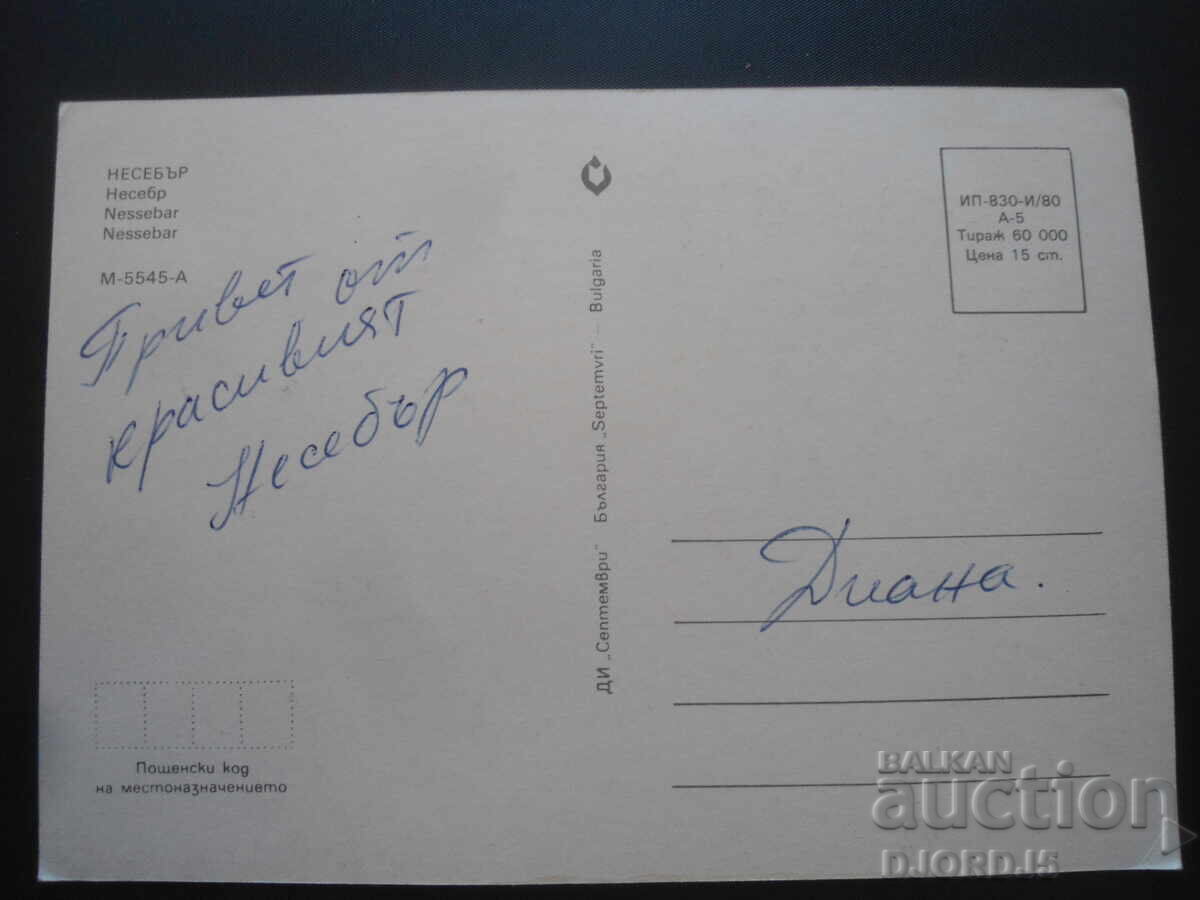 НЕСЕБЪР
Несебр
Nessebar
Nessebar
М-5545-А
Привет от
красивият
Несебър
Пощенски код
на местоназначението
ДИ „Септември" България „Septemvri" — Bulgaria
ИП-830-И/80
А-5
Тираж 60 000
Цена 15 ст.
Диана.
BALKAN
auction
DJORDJ5